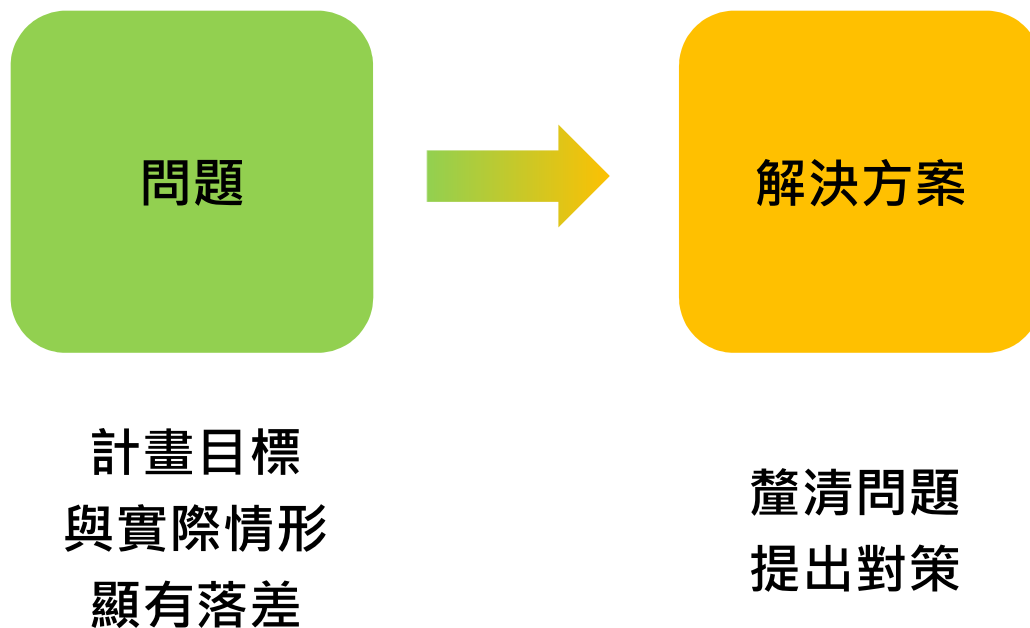 問題
解決方案
計畫目標
與實際情形
顯有落差
釐清問題
提出對策